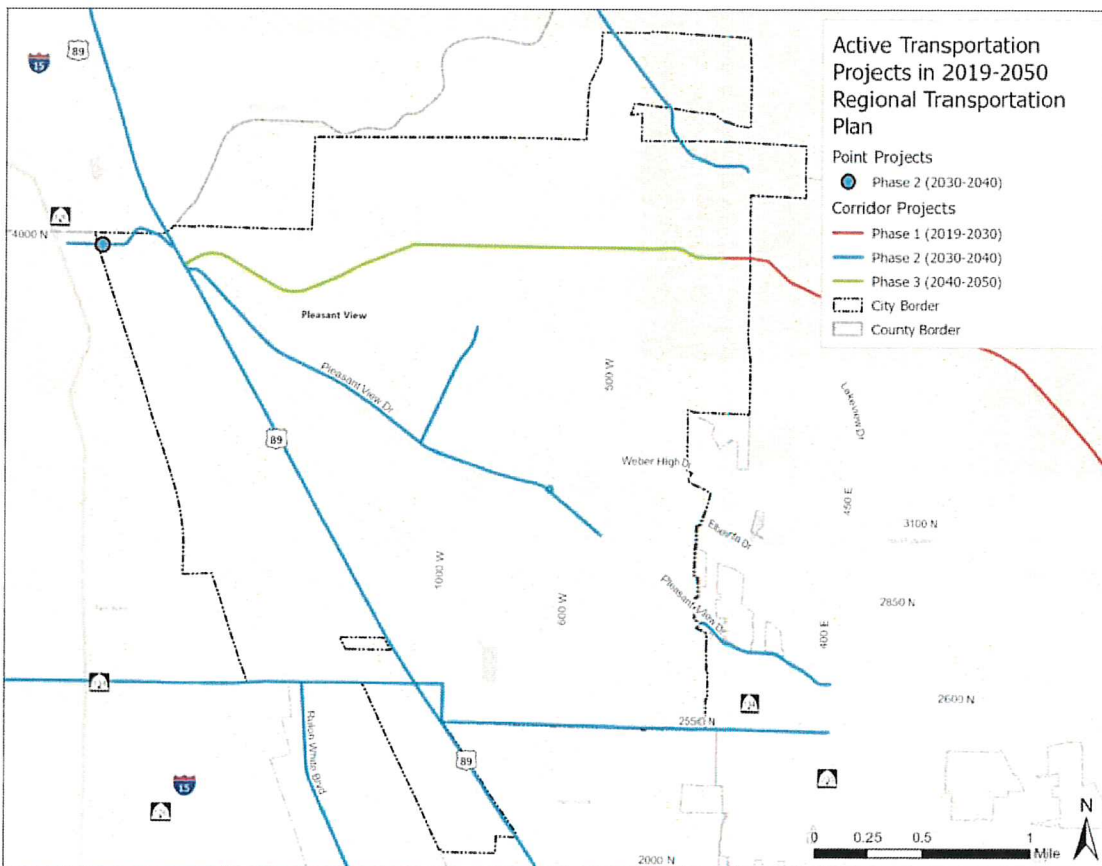 Active Transportation
Projects in 2019-2050
Regional Transportation
Plan
Point Projects
Phase 2 (2030-2040)
Corridor Projects
Phase 1 (2019-2030)
Phase 2 (2030-2040)
Phase 3 (2040-2050)
City Border
County Border
89
15
4000 N
Pleasant View
Pleasant View Dr
500 W
Lakeview Dr
89
Weber High Dr
450 E
3100 N
Elberta Dr
1000 W
600 W
2850 N
Pleasant View Dr
400 E
2600 N
2550 N
Rulon White Blvd
89
15
2000 N
N
0 0.25 0.5 1
Mile